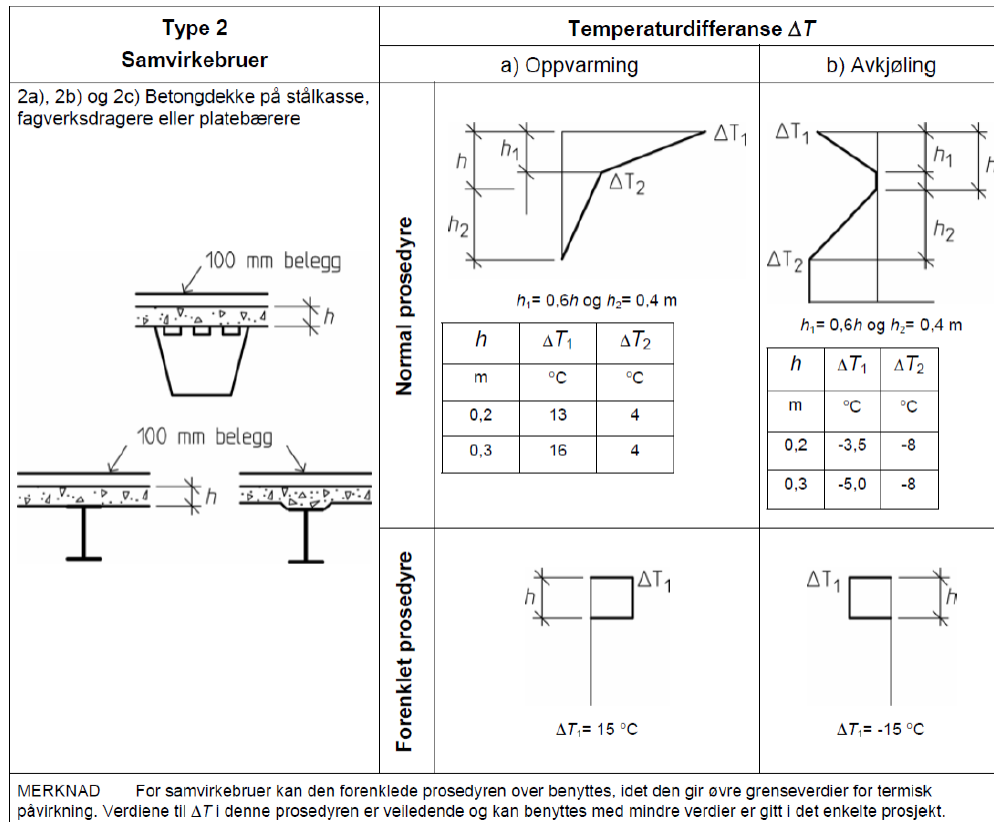 Type 2
Samvirkebruer
Temperaturdifferanse ΔT
a) Oppvarming
b) Avkjøling
2a), 2b) og 2c) Betongdekke på stålkasse,
fagverksdragere eller platebærere
100 mm belegg
h
100 mm belegg
h
Normal prosedyre
h
h₁
h₂
ΔT₁
ΔT₂
h₁= 0,6h og h₂= 0,4 m
h ΔT₁ ΔT₂
m °C °C
0,2 13 4
0,3 16 4
ΔT₁
h₁
h
h₂
ΔT₂
h₁= 0,6h og h₂= 0,4 m
h ΔT₁ ΔT₂
m °C °C
0,2 -3,5 -8
0,3 -5,0 -8
Forenklet prosedyre
h
ΔT₁
ΔT₁= 15 °C
ΔT₁
h
ΔT₁= -15 °C
MERKNAD For samvirkebruer kan den forenklede prosedyren over benyttes, idet den gir øvre grenseverdier for termisk
påvirkning. Verdiene til ΔT i denne prosedyren er veiledende og kan benyttes med mindre verdier er gitt i det enkelte prosjekt.